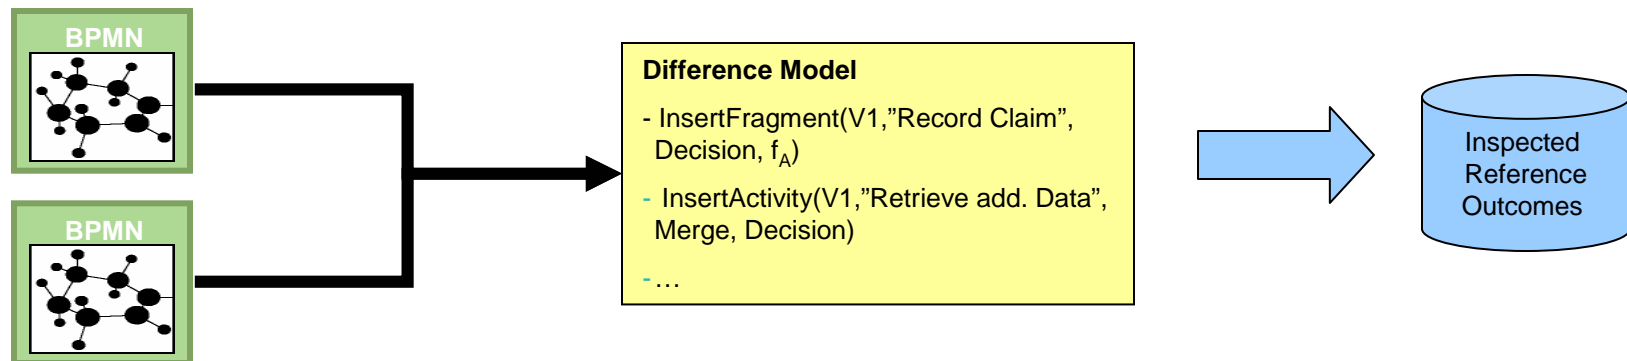 BPMN
BPMN
Difference Model
- InsertFragment(V1,”Record Claim”,
Decision, fA)
- InsertActivity(V1,”Retrieve add. Data”,
Merge, Decision)
- …
Inspected
Reference
Outcomes